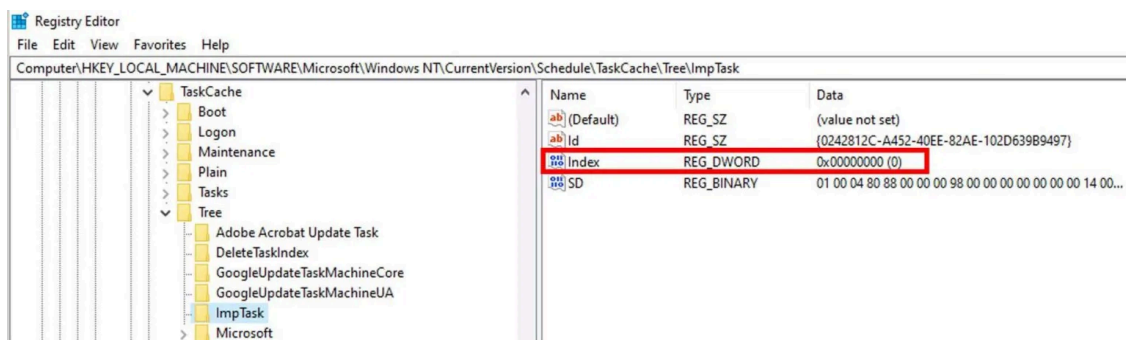 Registry Editor
File Edit View Favorites Help
Computer\HKEY_LOCAL_MACHINE\SOFTWARE\Microsoft\Windows NT\CurrentVersion\Schedule\TaskCache\Tree\ImpTask
TaskCache
Boot
Logon
Maintenance
Plain
Tasks
Tree
Adobe Acrobat Update Task
DeleteTaskIndex
GoogleUpdateTaskMachineCore
GoogleUpdateTaskMachineUA
ImpTask
Microsoft
Name Type Data
(Default) REG_SZ (value not set)
Id REG_SZ {0242812C-A452-40EE-82AE-102D639B9497}
Index REG_DWORD 0x00000000 (0)
SD REG_BINARY 01 00 04 80 88 00 00 00 98 00 00 00 00 00 00 00 14 00...